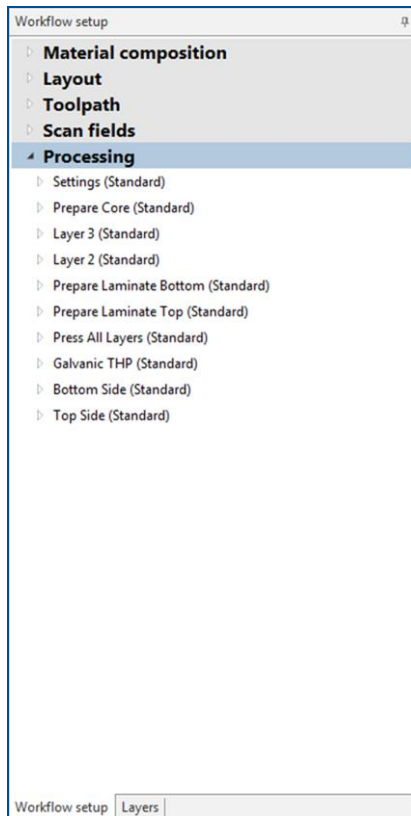 Workflow setup
Material composition
Layout
Toolpath
Scan fields
Processing
Settings (Standard)
Prepare Core (Standard)
Layer 3 (Standard)
Layer 2 (Standard)
Prepare Laminate Bottom (Standard)
Prepare Laminate Top (Standard)
Press All Layers (Standard)
Galvanic THP (Standard)
Bottom Side (Standard)
Top Side (Standard)
Workflow setup Layers